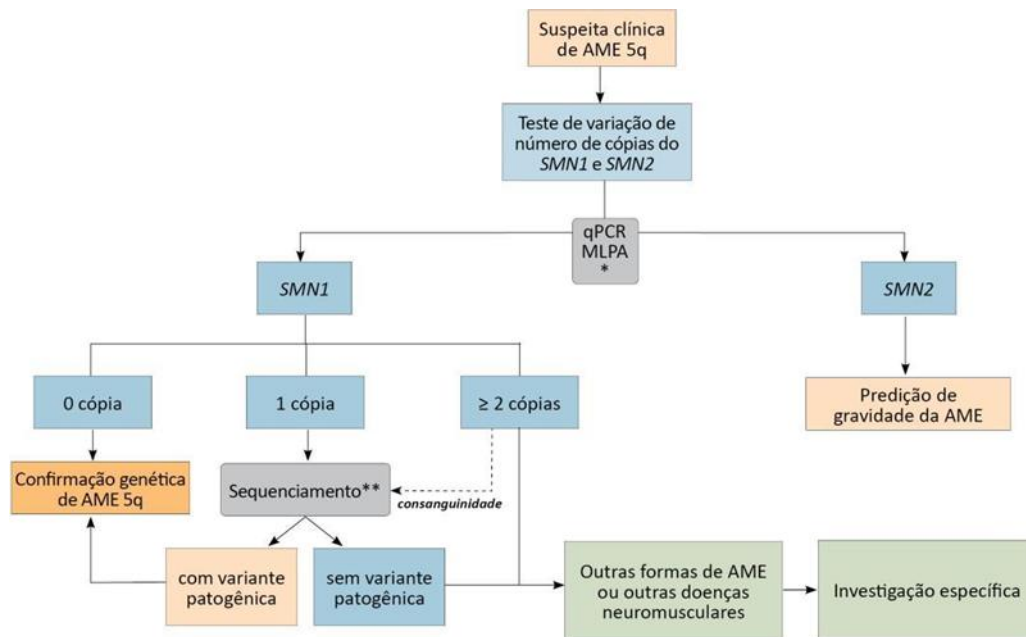 Suspeita clínica
de AME 5q
Teste de variação de
número de cópias do
SMN1 e SMN2
qPCR
MLPA
*
SMN1
SMN2
0 cópia
1 cópia
≥ 2 cópias
Predição de
gravidade da AME
Confirmação genética
de AME 5q
Sequenciamento**
consanguinidade
com variante
patogênica
sem variante
patogênica
Outras formas de AME
ou outras doenças
neuromusculares
Investigação específica